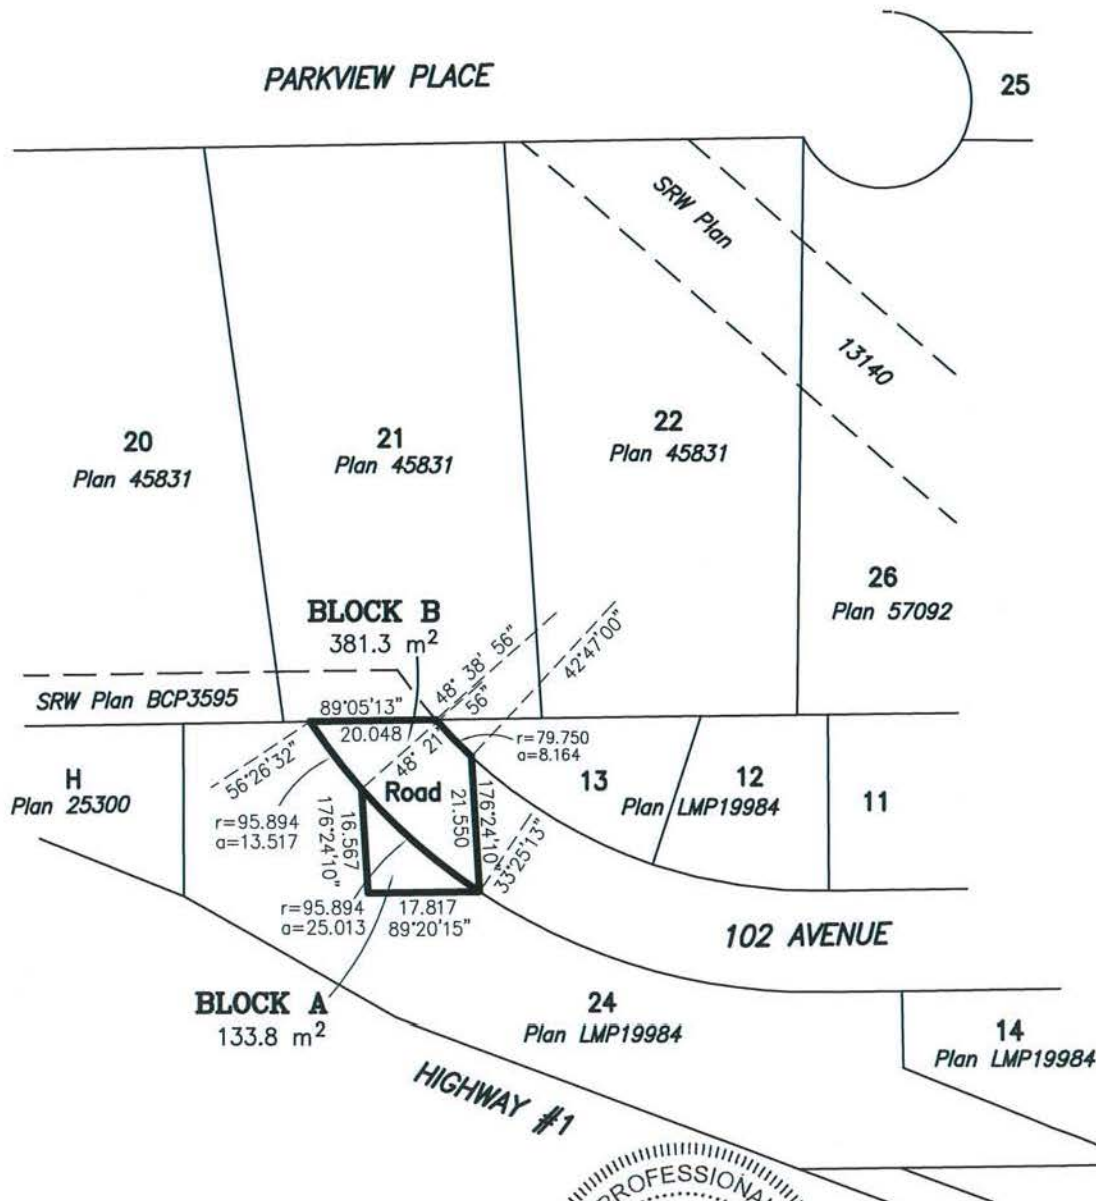 PARKVIEW PLACE
25
SRW Plan
13140
20
Plan 45831
21
Plan 45831
22
Plan 45831
26
Plan 57092
BLOCK B
381.3 m²
48° 38' 56"
42°47'00"
SRW Plan BCP3595
89°05'13"
20.048
48° 21' 56"
56°26'32"
r=79.750
a=8.164
H
Plan 25300
Road
13
12
Plan LMP19984
11
r=95.894
a=13.517
16.567
176°24'10"
176°24'10"
21.550
33°25'13"
r=95.894
a=25.013
17.817
89°20'15"
102 AVENUE
BLOCK A
133.8 m²
24
Plan LMP19984
14
Plan LMP19984
HIGHWAY #1
PROFESSIONAL